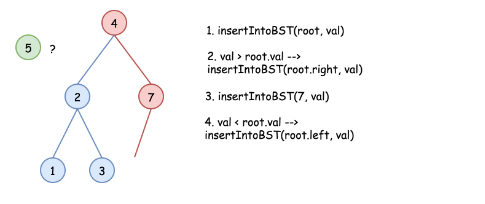 4
5 ?
2
7
1
3
1. insertIntoBST(root, val)
2. val > root.val -->
insertIntoBST(root.right, val)
3. insertIntoBST(7, val)
4. val < root.val -->
insertIntoBST(root.left, val)